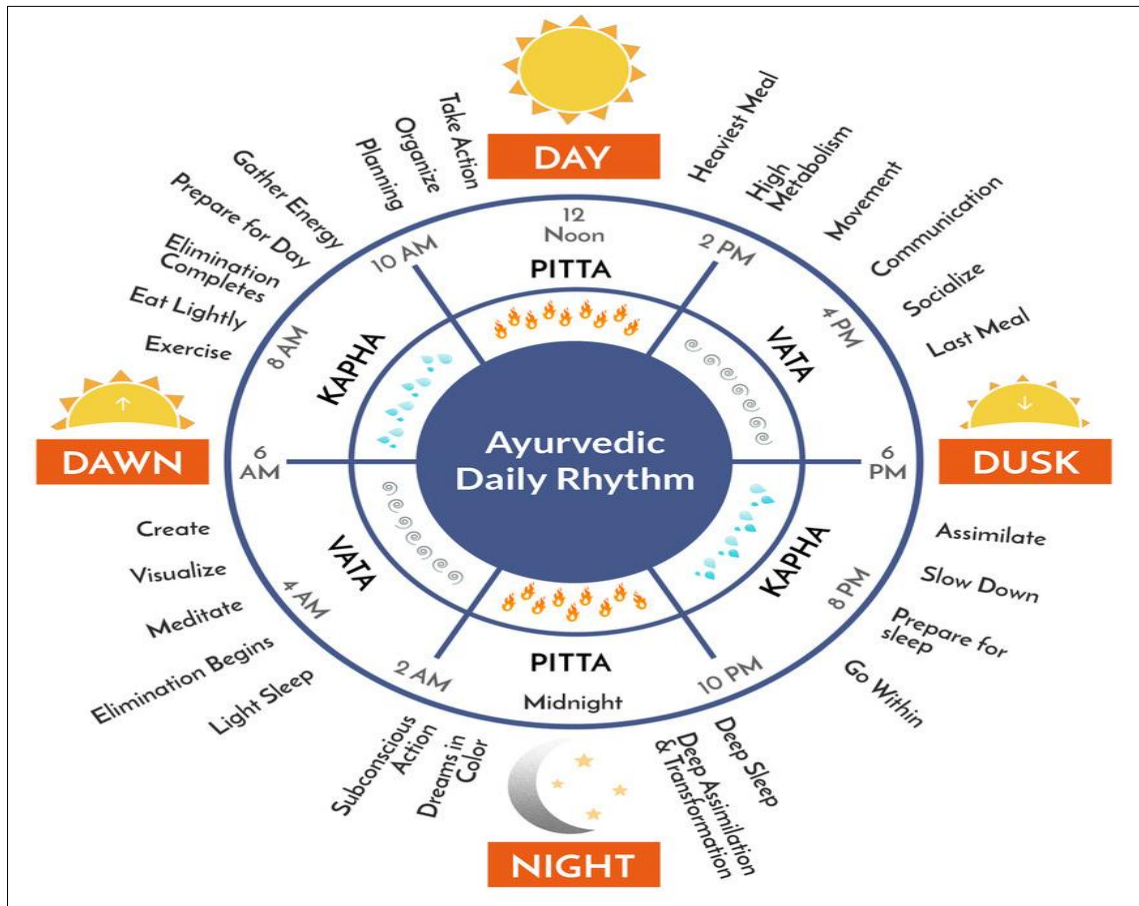 DAY
Take Action
Organize
Planning
Gather Energy
Prepare for Day
Elimination
Completes
Eat Lightly
Exercise
Heaviest Meal
High
Metabolism
Movement
Communication
Socialize
Last Meal
12
Noon
PITTA
10 AM
2 PM
8 AM
KAPHA
VATA
4 PM
DAWN
6
AM
Ayurvedic
Daily Rhythm
6
PM
DUSK
Create
Visualize
Meditate
Elimination Begins
Light Sleep
VATA
4 AM
2 AM
PITTA
Midnight
10 PM
KAPHA
8 PM
Assimilate
Slow Down
Prepare for
sleep
Go Within
Subconscious
Action
Dreams in
Color
Deep Sleep
Deep Assimilation
& Transformation
NIGHT